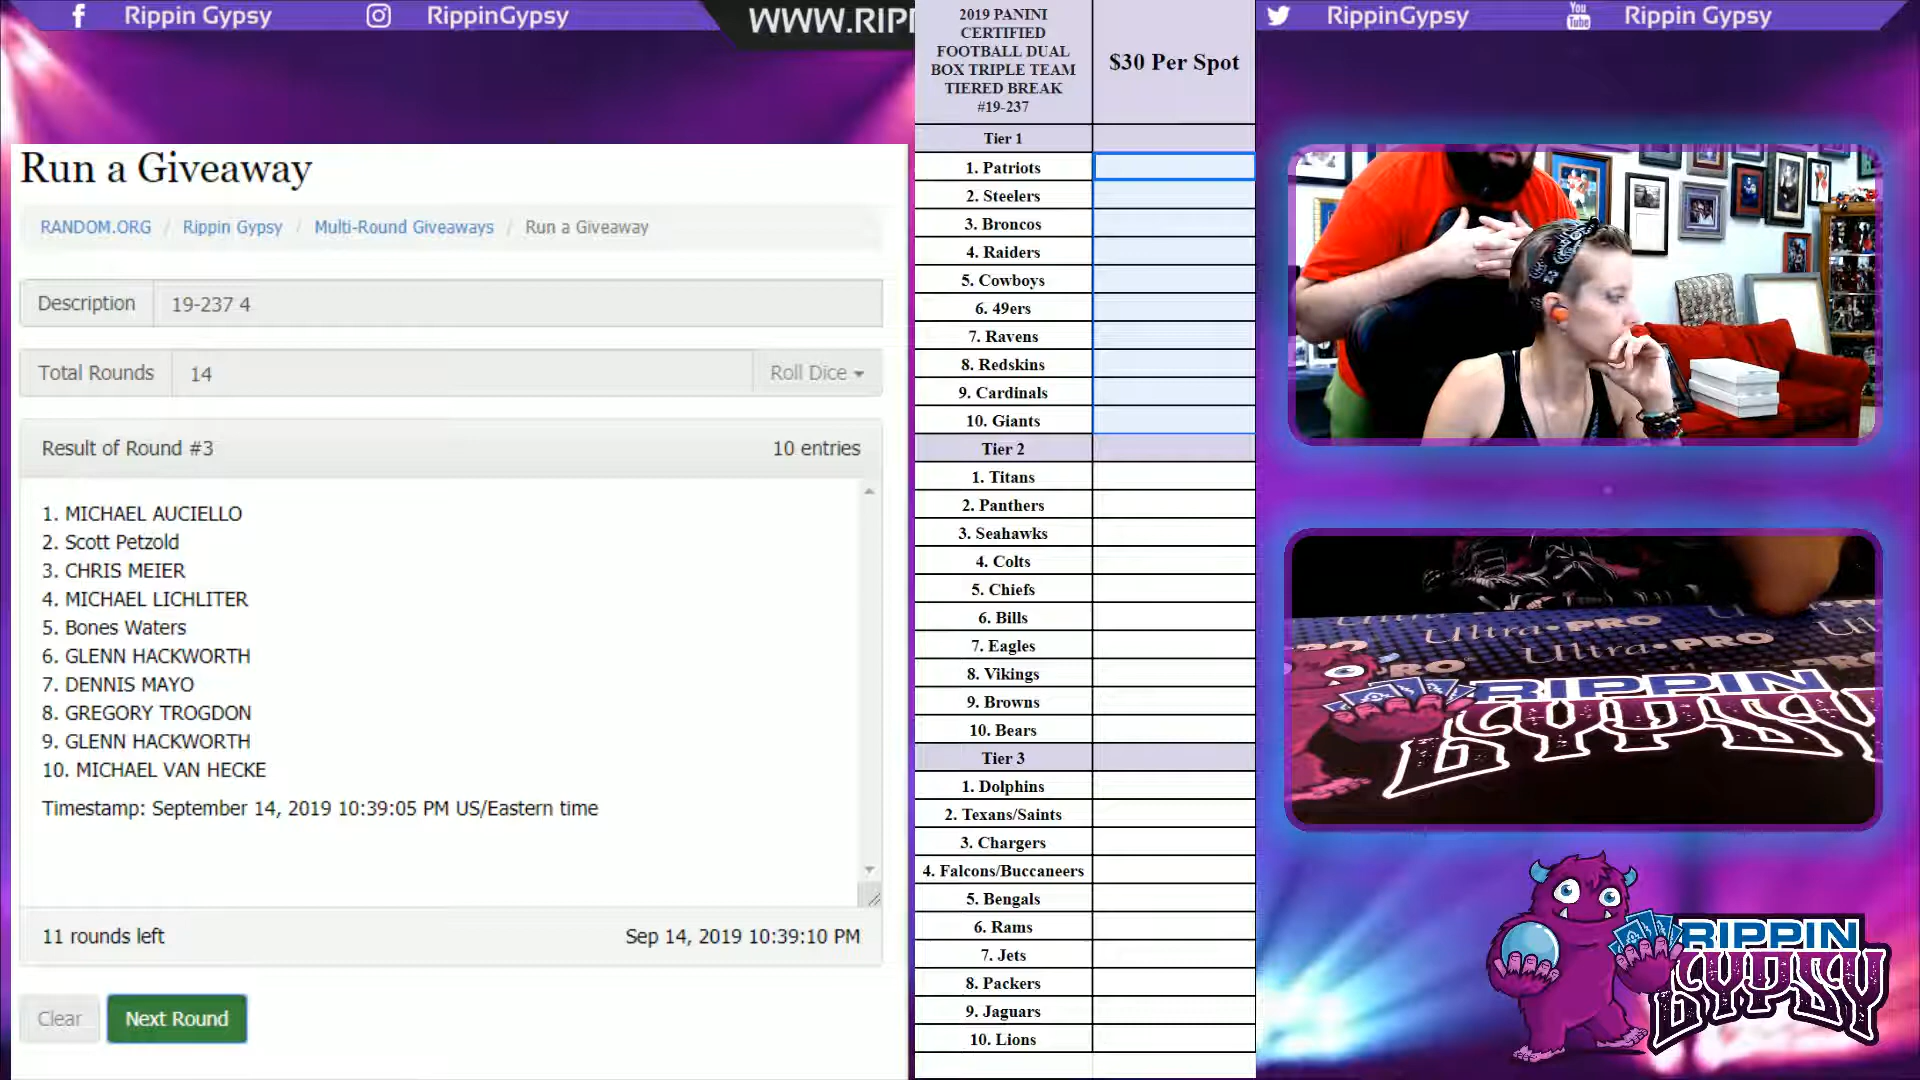 Rippin Gypsy
RippinGypsy
RippinGypsy
You Tube
Rippin Gypsy
Run a Giveaway
RANDOM.ORG / Rippin Gypsy / Multi-Round Giveaways / Run a Giveaway
Description 19-237 4
Total Rounds 14 Roll Dice
Result of Round #3 10 entries
1. MICHAEL AUCIELLO
2. Scott Petzold
3. CHRIS MEIER
4. MICHAEL LICHLITER
5. Bones Waters
6. GLENN HACKWORTH
7. DENNIS MAYO
8. GREGORY TROGDON
9. GLENN HACKWORTH
10. MICHAEL VAN HECKE
Timestamp: September 14, 2019 10:39:05 PM US/Eastern time
11 rounds left Sep 14, 2019 10:39:10 PM
Clear Next Round
2019 PANINI
CERTIFIED
FOOTBALL DUAL
BOX TRIPLE TEAM
TIERED BREAK
#19-237
$30 Per Spot
Tier 1
1. Patriots
2. Steelers
3. Broncos
4. Raiders
5. Cowboys
6. 49ers
7. Ravens
8. Redskins
9. Cardinals
10. Giants
Tier 2
1. Titans
2. Panthers
3. Seahawks
4. Colts
5. Chiefs
6. Bills
7. Eagles
8. Vikings
9. Browns
10. Bears
Tier 3
1. Dolphins
2. Texans/Saints
3. Chargers
4. Falcons/Buccaneers
5. Bengals
6. Rams
7. Jets
8. Packers
9. Jaguars
10. Lions
Ultra•PRO
Ultra•PRO
RIPPIN
GYPSY
RIPPIN
GYPSY